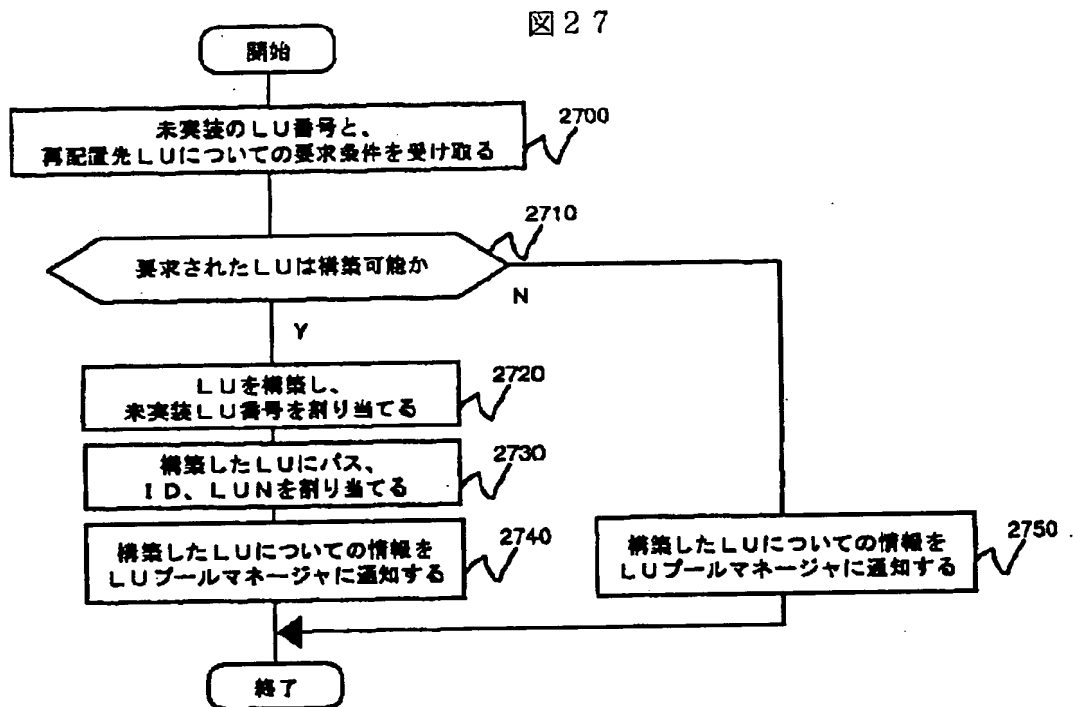 図27
開始
未実装のLU番号と、
再配置先LUについての要求条件を受け取る
2700
2710
要求されたLUは構築可能か
N
Y
LUを構築し、
未実装LU番号を割り当てる
2720
構築したLUにパス、
ID、LUNを割り当てる
2730
構築したLUについての情報を
LUプールマネージャに通知する
2740
構築したLUについての情報を
LUプールマネージャに通知する
2750
終了